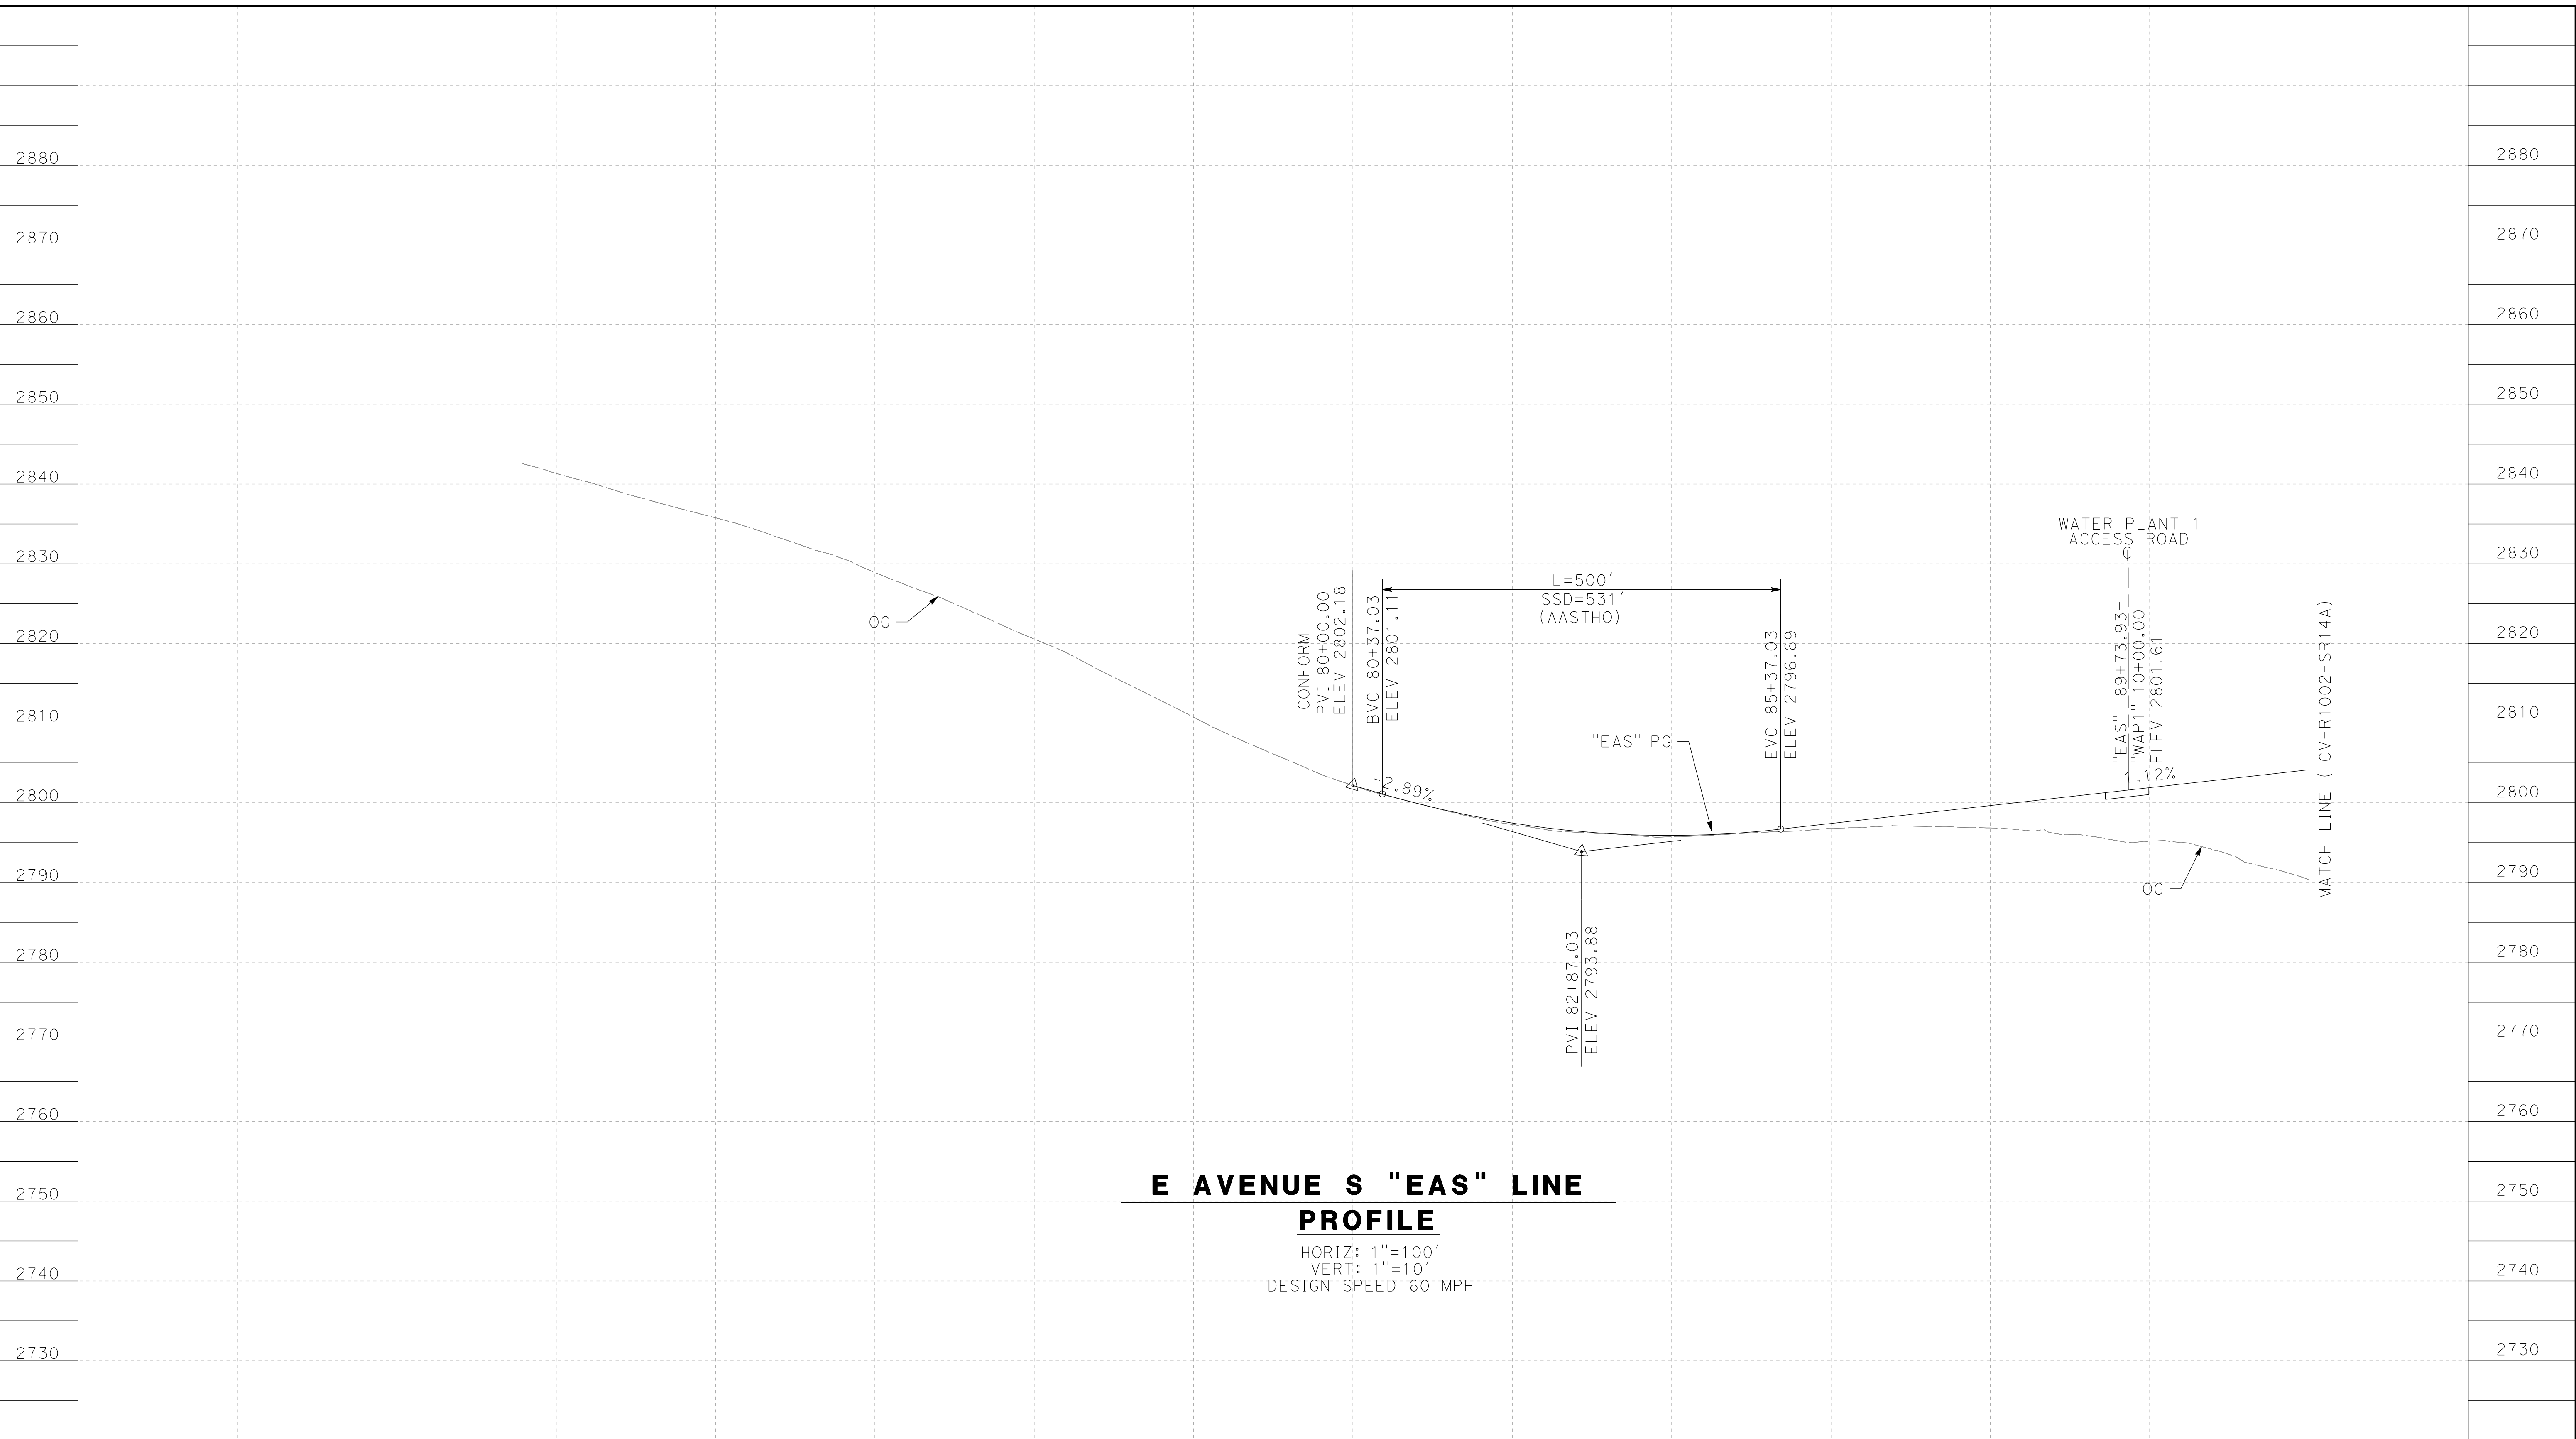 2880
2870
2860
2850
2840
2830
2820
2810
2800
2790
2780
2770
2760
2750
2740
2730
OG
CONFORM
PVI 80+00.00
ELEV 2802.18
BVC 80+37.03
ELEV 2801.11
-2.89%
L=500'
SSD=531'
(AASTHO)
"EAS" PG
PVI 82+87.03
ELEV 2793.88
EVC 85+37.03
ELEV 2796.69
WATER PLANT 1
ACCESS ROAD
℄
"EAS" 89+73.93=
"WAP1" 10+00.00
ELEV 2801.61
1.12%
OG
MATCH LINE ( CV-R1002-SR14A)
2880
2870
2860
2850
2840
2830
2820
2810
2800
2790
2780
2770
2760
2750
2740
2730
E AVENUE S "EAS" LINE
PROFILE
HORIZ: 1"=100'
VERT: 1"=10'
DESIGN SPEED 60 MPH